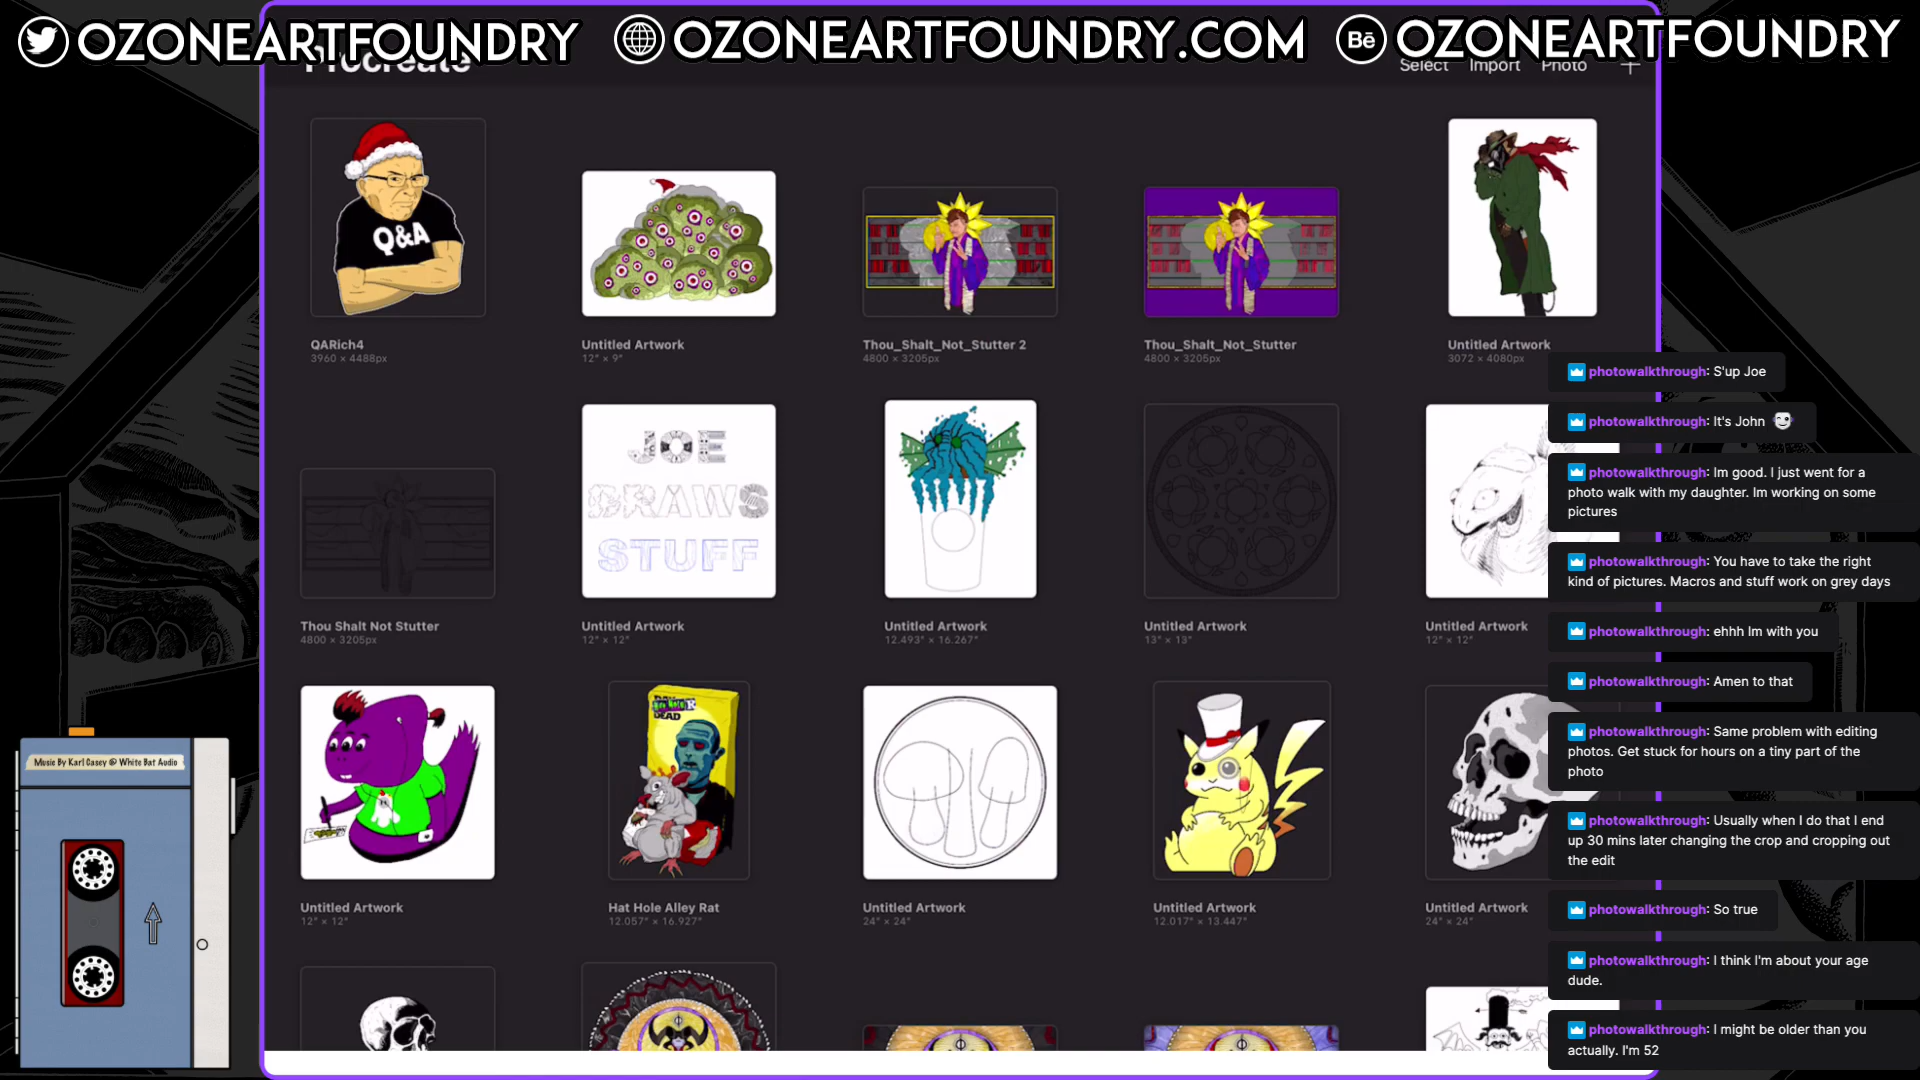 OZONEARTFOUNDRY
OZONEARTFOUNDRY.COM
Bē OZONEARTFOUNDRY
Procreate
Select Import Photo +
Q&A
QARich4
3960 × 4488px
Untitled Artwork
12" × 9"
Thou_Shalt_Not_Stutter 2
4800 × 3205px
Thou_Shalt_Not_Stutter
4800 × 3205px
Untitled Artwork
3072 × 4080px
JOE
DRAWS
STUFF
Thou Shalt Not Stutter
4800 × 3205px
Untitled Artwork
12" × 12"
Untitled Artwork
12.493" × 16.267"
Untitled Artwork
13" × 13"
Untitled Artwork
12" × 12"
DEAD
Untitled Artwork
12" × 12"
Hat Hole Alley Rat
12.057" × 16.927"
Untitled Artwork
24" × 24"
Untitled Artwork
12.017" × 13.447"
Untitled Artwork
24" × 24"
Music By Karl Casey @ White Bat Audio
photowalkthrough: S'up Joe
photowalkthrough: It's John
photowalkthrough: Im good. I just went for a
photo walk with my daughter. Im working on some
pictures
photowalkthrough: You have to take the right
kind of pictures. Macros and stuff work on grey days
photowalkthrough: ehhh Im with you
photowalkthrough: Amen to that
photowalkthrough: Same problem with editing
photos. Get stuck for hours on a tiny part of the
photo
photowalkthrough: Usually when I do that I end
up 30 mins later changing the crop and cropping out
the edit
photowalkthrough: So true
photowalkthrough: I think I'm about your age
dude.
photowalkthrough: I might be older than you
actually. I'm 52